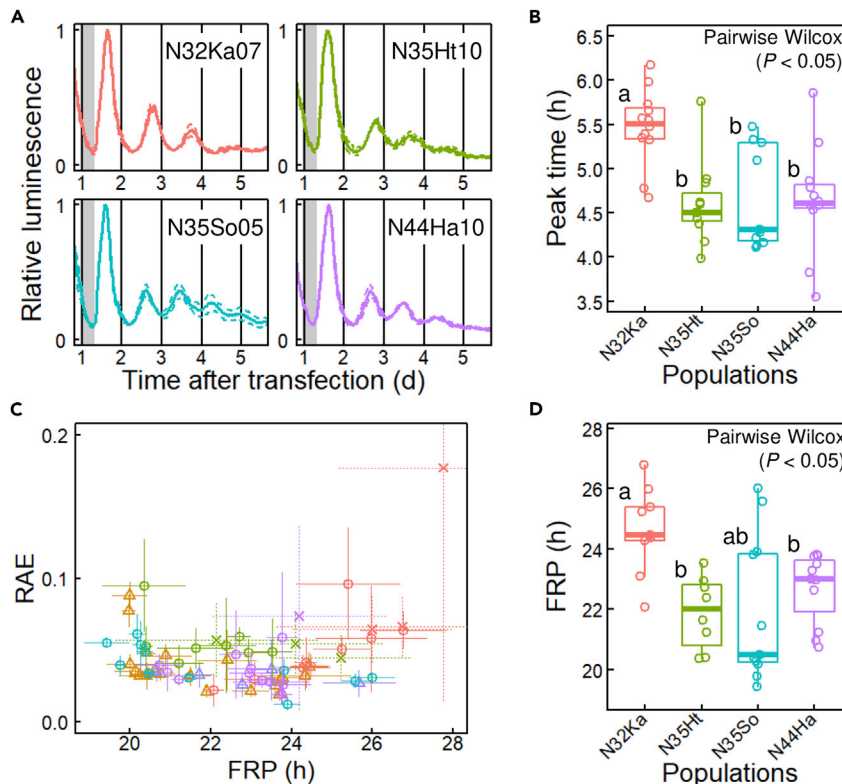 A
N32Ka07
N35Ht10
1
1
0
0
1 2 3 4 5
1 2 3 4 5
N35So05
N44Ha10
1
1
0
0
1 2 3 4 5
1 2 3 4 5
Rlative luminescence
Time after transfection (d)
B
Pairwise Wilcox
(P < 0.05)
6.5
6.0
5.5
5.0
4.5
4.0
3.5
a
b
b
b
Peak time (h)
N32Ka
N35Ht
N35So
N44Ha
Populations
C
0.2
0.1
0.0
RAE
20 22 24 26 28
FRP (h)
D
Pairwise Wilcox
(P < 0.05)
28
26
24
22
20
a
b
ab
b
FRP (h)
N32Ka
N35Ht
N35So
N44Ha
Populations